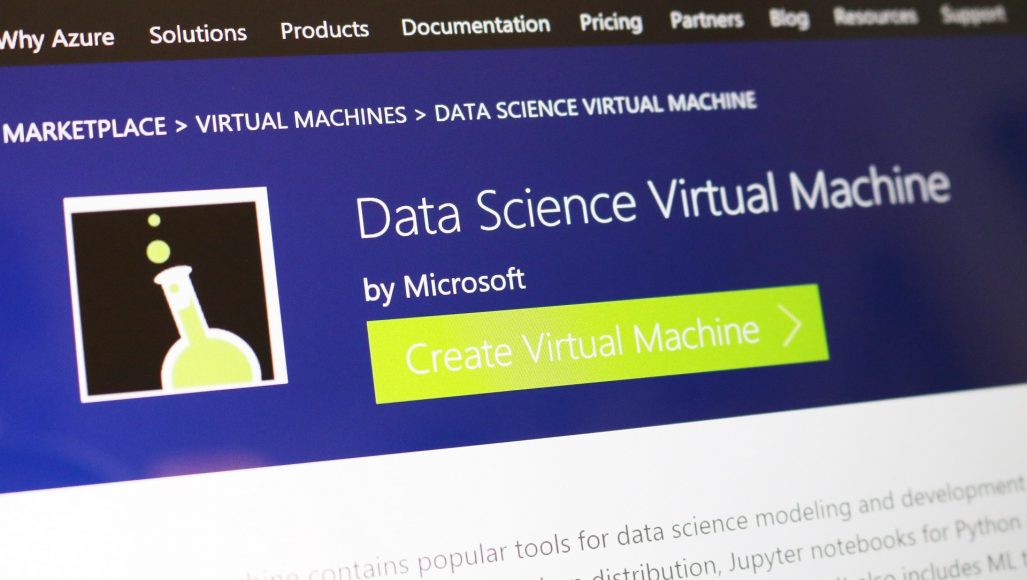 Why Azure Solutions Products Documentation Pricing Partners Blog Resources Support
MARKETPLACE > VIRTUAL MACHINES > DATA SCIENCE VIRTUAL MACHINE
Data Science Virtual Machine
by Microsoft
Create Virtual Machine
contains popular tools for data science modeling and development
distribution, Jupyter notebooks for Python
includes ML